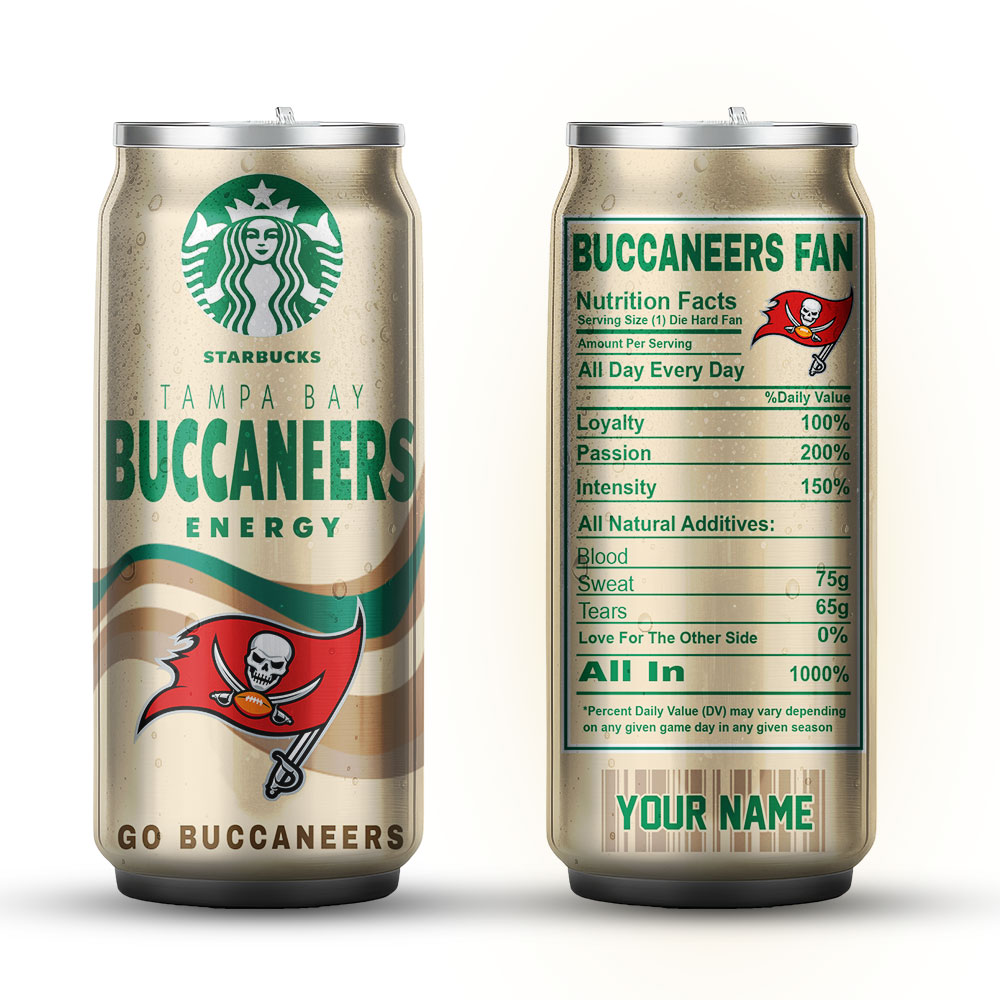 STARBUCKS
TAMPA BAY
BUCCANEERS
ENERGY
GO BUCCANEERS
BUCCANEERS FAN
Nutrition Facts
Serving Size (1) Die Hard Fan
Amount Per Serving
All Day Every Day
%Daily Value
Loyalty 100%
Passion 200%
Intensity 150%
All Natural Additives:
Blood
Sweat 75g
Tears 65g
Love For The Other Side 0%
All In 1000%
*Percent Daily Value (DV) may vary depending
on any given game day in any given season
YOUR NAME